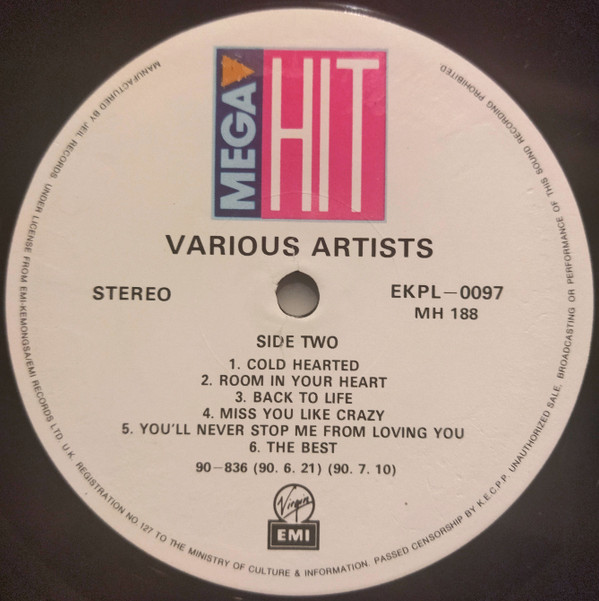 MEGA
HIT
VARIOUS ARTISTS
STEREO
EKPL-0097
MH 188
SIDE TWO
1. COLD HEARTED
2. ROOM IN YOUR HEART
3. BACK TO LIFE
4. MISS YOU LIKE CRAZY
5. YOU'LL NEVER STOP ME FROM LOVING YOU
6. THE BEST
90-836 (90. 6. 21) (90. 7. 10)
Virgin
EMI
MANUFACTURED BY JEIL RECORDS, UNDER LICENSE FROM EMI-KEMONGSA/EMI RECORDS LTD. U.K. REGISTRATION NO.127 TO THE MINISTRY OF CULTURE & INFORMATION. PASSED CENSORSHIP BY K.E.C.P.P. UNAUTHORIZED SALE, BROADCASTING OR PERFORMANCE OF THIS SOUND RECORDING PROHIBITED.